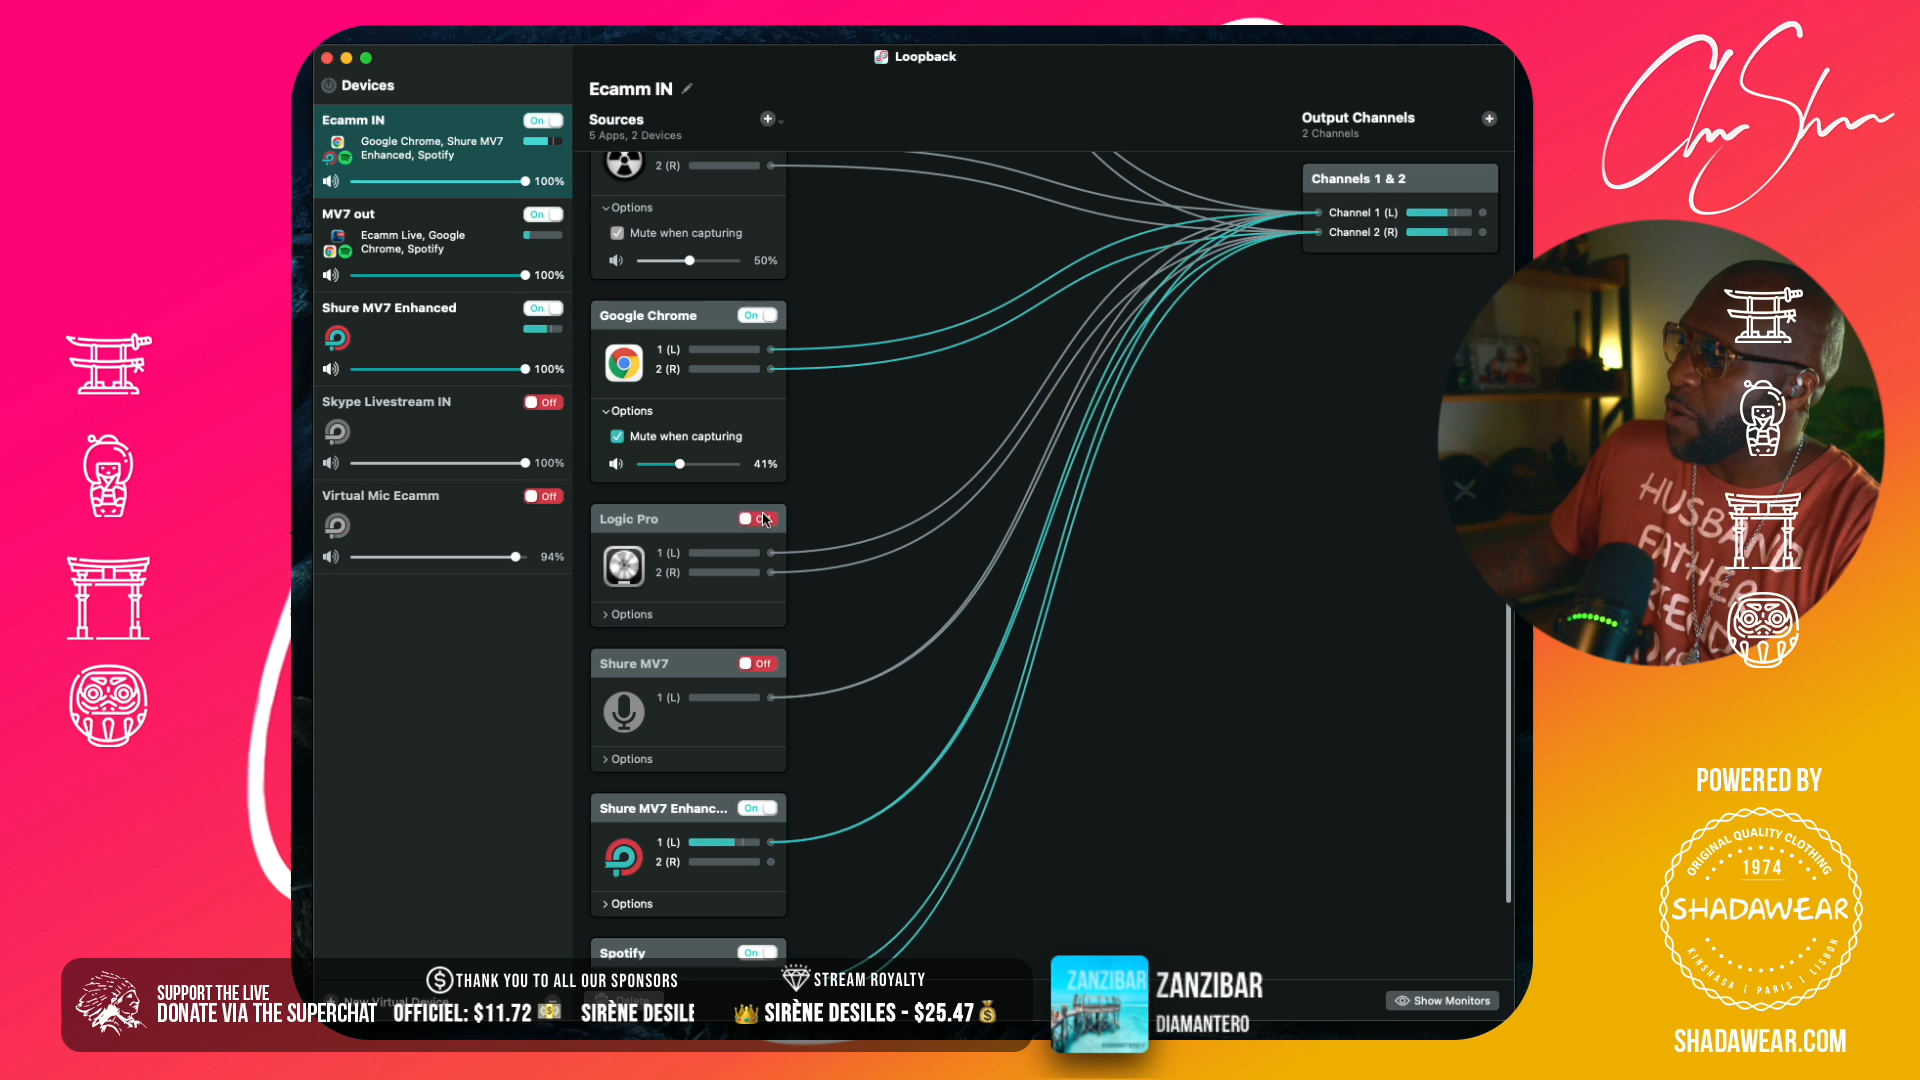 Loopback
Devices
Ecamm IN
On
Google Chrome, Shure MV7
Enhanced, Spotify
100%
MV7 out
On
Ecamm Live, Google
Chrome, Spotify
100%
Shure MV7 Enhanced
On
100%
Skype Livestream IN
Off
100%
Virtual Mic Ecamm
Off
94%
New Virtual Device
Ecamm IN
Sources
5 Apps, 2 Devices
2 (R)
Options
Mute when capturing
50%
Google Chrome
On
1 (L)
2 (R)
Options
Mute when capturing
41%
Logic Pro
1 (L)
2 (R)
Options
Shure MV7
Off
1 (L)
Options
Shure MV7 Enhanc...
On
1 (L)
2 (R)
Options
Spotify
On
Delete
Output Channels
2 Channels
Channels 1 & 2
Channel 1 (L)
Channel 2 (R)
Show Monitors
HUSBAND
FATHER
SUPPORT THE LIVE
DONATE VIA THE SUPERCHAT
THANK YOU TO ALL OUR SPONSORS
OFFICIEL: $11.72 SIRÈNE DESILE
STREAM ROYALTY
SIRÈNE DESILES - $25.47
ZANZIBAR
ZANZIBAR
DIAMANTERO
POWERED BY
ORIGINAL QUALITY CLOTHING
1974
SHADAWEAR
KINSHASA | PARIS | LISBON
SHADAWEAR.COM